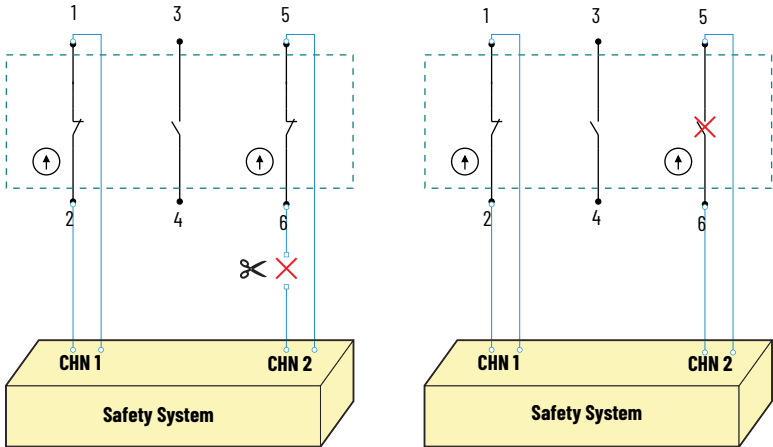 1 3 5 1 3 5
2 4 6 2 4 6
CHN 1 CHN 2 CHN 1 CHN 2
Safety System Safety System